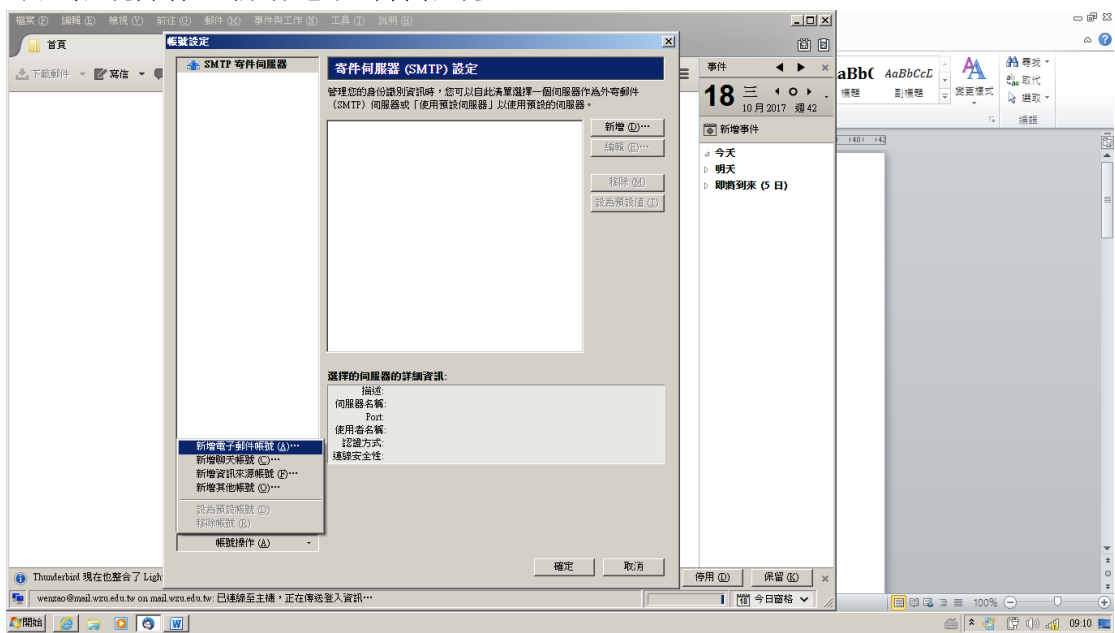 檔案(F) 編輯(E) 檢視(V) 前往(G) 郵件(M) 事件與工作(N) 工具(T) 說明(H)
首頁
下載郵件 寫信
帳號設定
SMTP 寄件伺服器
寄件伺服器 (SMTP) 設定
管理您的身份識別資訊時，您可以自此清單選擇一個伺服器作為外寄郵件
(SMTP) 伺服器或「使用預設伺服器」以使用預設的伺服器。
新增 (D)…
編輯 (E)…
移除 (M)
設為預設值 (T)
選擇的伺服器的詳細資訊:
描述:
伺服器名稱:
Port:
使用者名稱:
認證方式:
連線安全性:
新增電子郵件帳號 (A)…
新增聊天帳號 (C)…
新增資訊來源帳號 (F)…
新增其他帳號 (O)…
設為預設帳號 (D)
移除帳號 (R)
帳號操作 (A)
確定 取消
事件
18 三
10 月 2017 週 42
新增事件
今天
明天
即將到來 (5 日)
Thunderbird 現在也整合了 Ligh
停用 (D) 保留 (K)
wenzao@mail.wzu.edu.tw on mail.wzu.edu.tw: 已連線至主機，正在傳送登入資訊…
18 今日窗格
aBb( AaBbCcD
標題 副標題 變更樣式
尋找
取代
選取
編輯
40 42
100%
開始
09:10